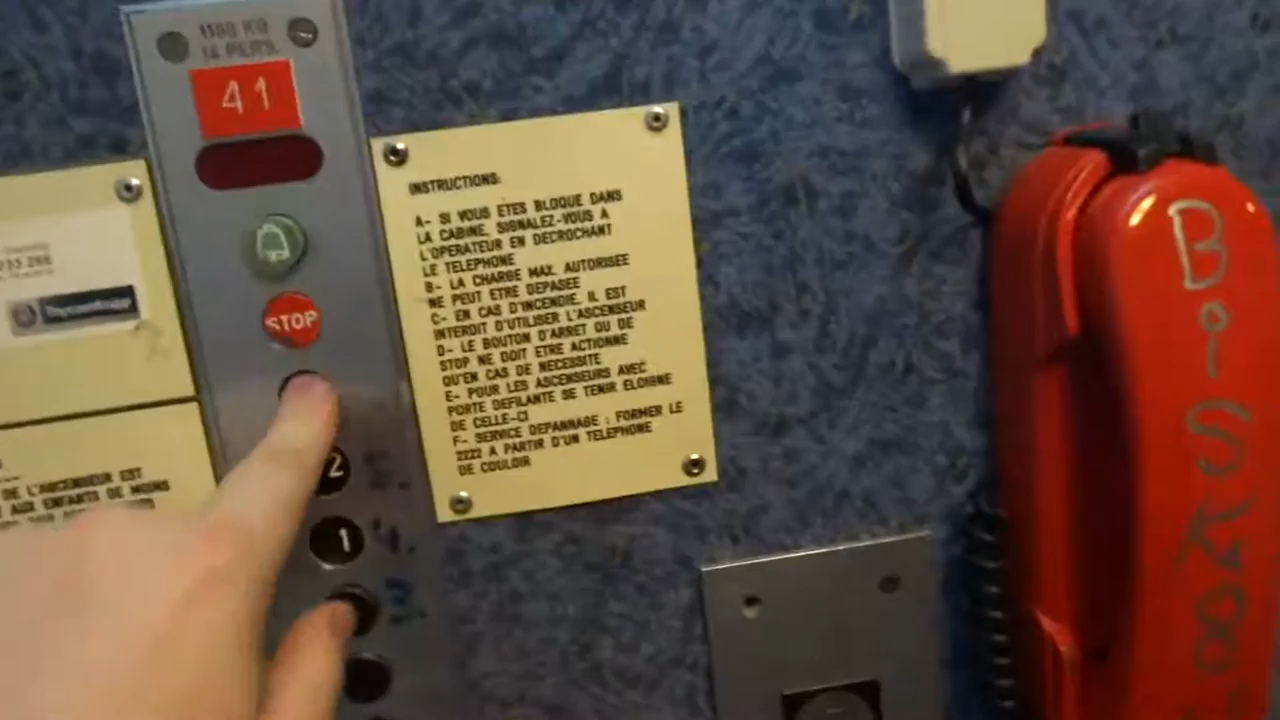 1150 KG
14 PERS.
41
STOP
2
1
INSTRUCTIONS:
A- SI VOUS ETES BLOQUE DANS
LA CABINE, SIGNALEZ-VOUS A
L'OPERATEUR EN DECROCHANT
LE TELEPHONE
B- LA CHARGE MAX. AUTORISEE
NE PEUT ETRE DEPASEE
C- EN CAS D'INCENDIE, IL EST
INTERDIT D'UTILISER L'ASCENSEUR
D- LE BOUTON D'ARRET OU DE
STOP NE DOIT ETRE ACTIONNE
QU'EN CAS DE NECESSITE
E- POUR LES ASCENSEURS AVEC
PORTE DEFILANTE SE TENIR ELOIGNE
DE CELLE-CI
F- SERVICE DEPANNAGE : FORMER LE
2222 A PARTIR D'UN TELEPHONE
DE COULOIR
DE L'ASCENSEUR EST
AUX ENFANTS DE MOINS